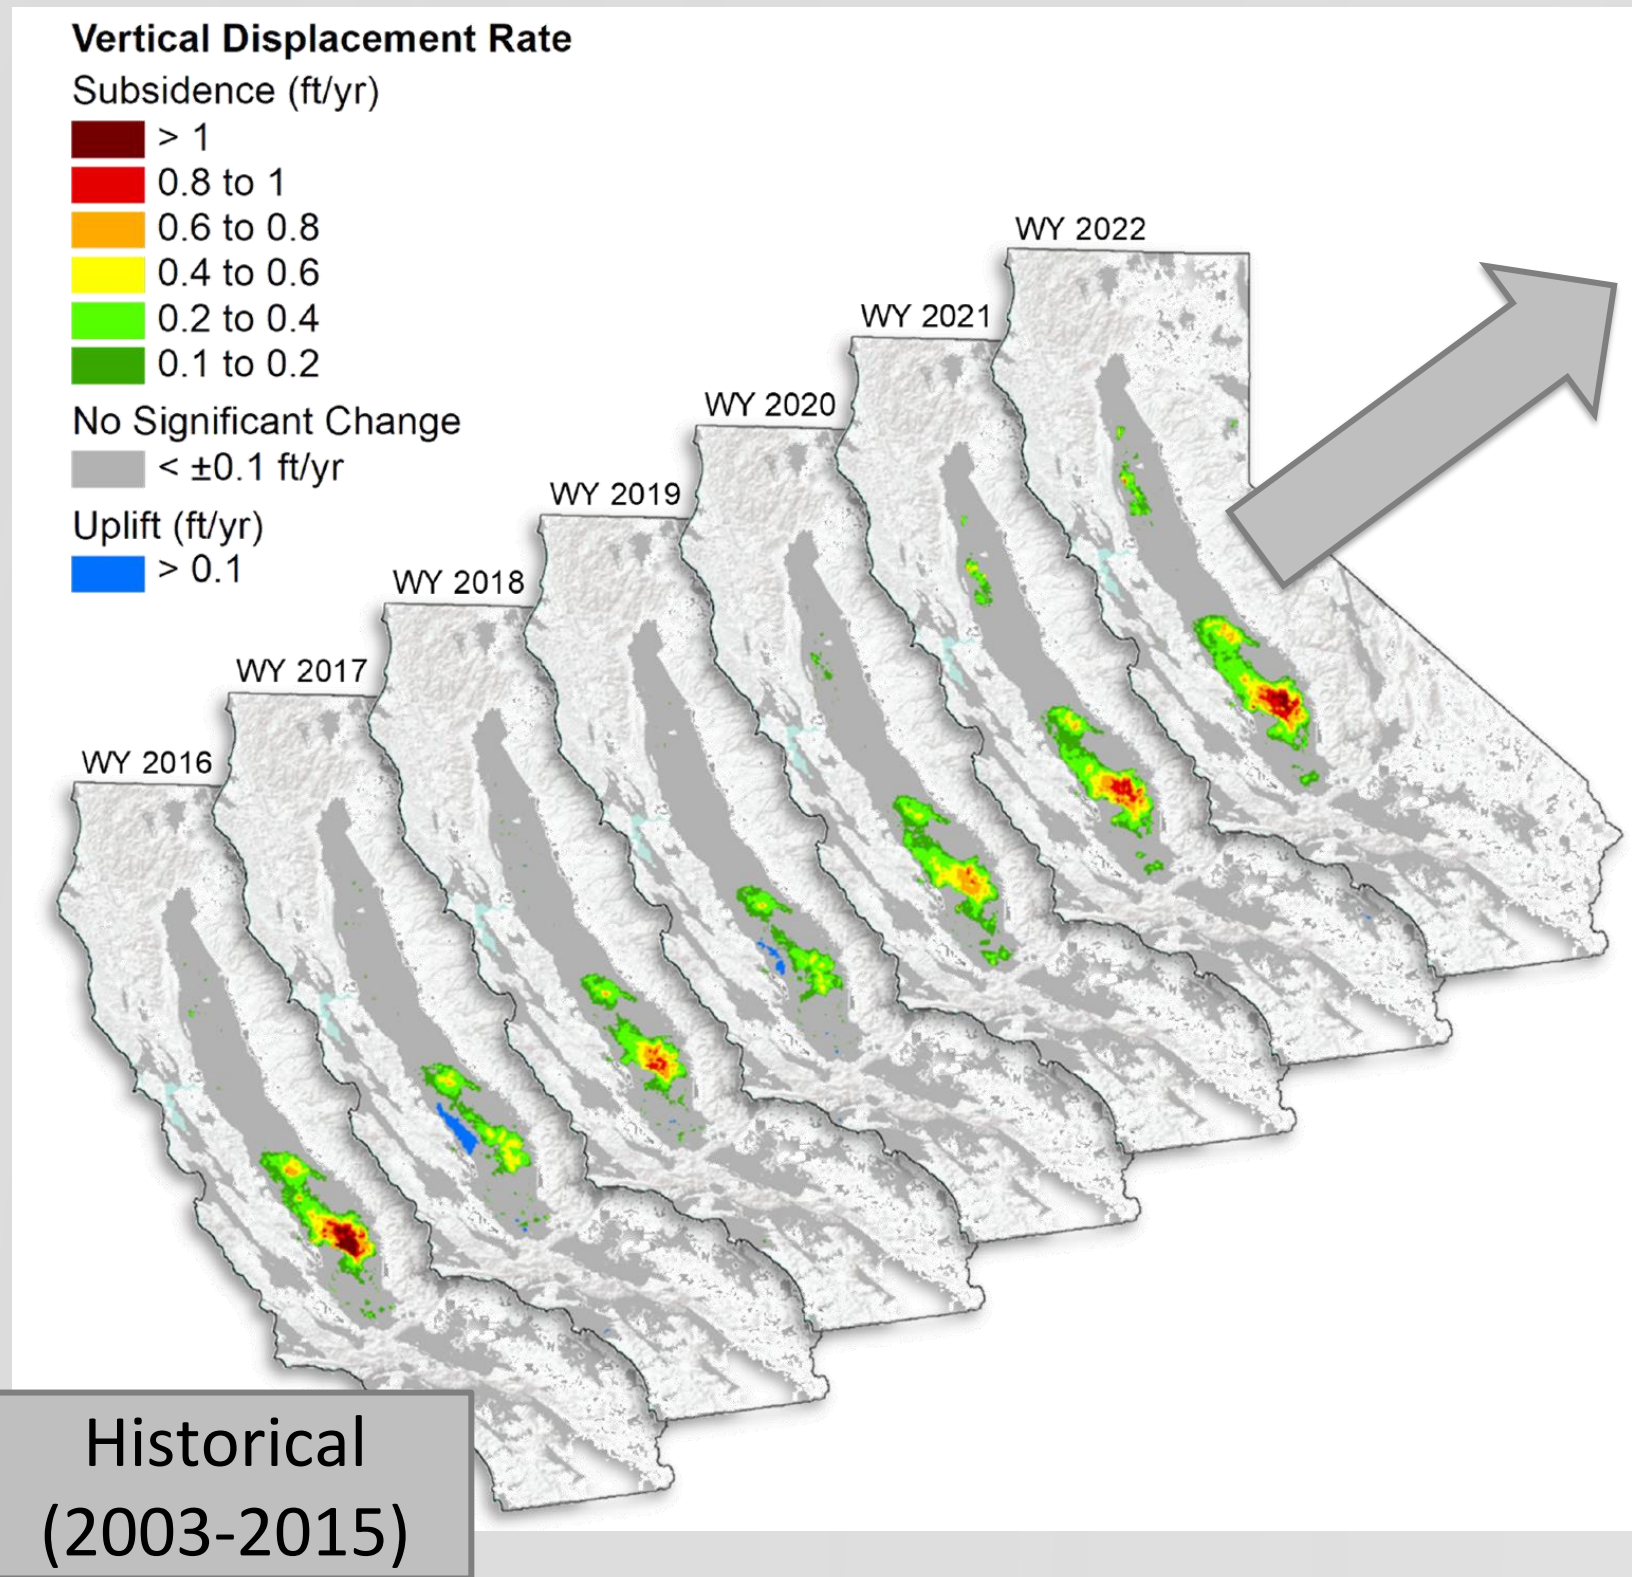 Vertical Displacement Rate
Subsidence (ft/yr)
> 1
0.8 to 1
0.6 to 0.8
0.4 to 0.6
0.2 to 0.4
0.1 to 0.2
No Significant Change
< ±0.1 ft/yr
Uplift (ft/yr)
> 0.1
WY 2016
WY 2017
WY 2018
WY 2019
WY 2020
WY 2021
WY 2022
Historical
(2003-2015)